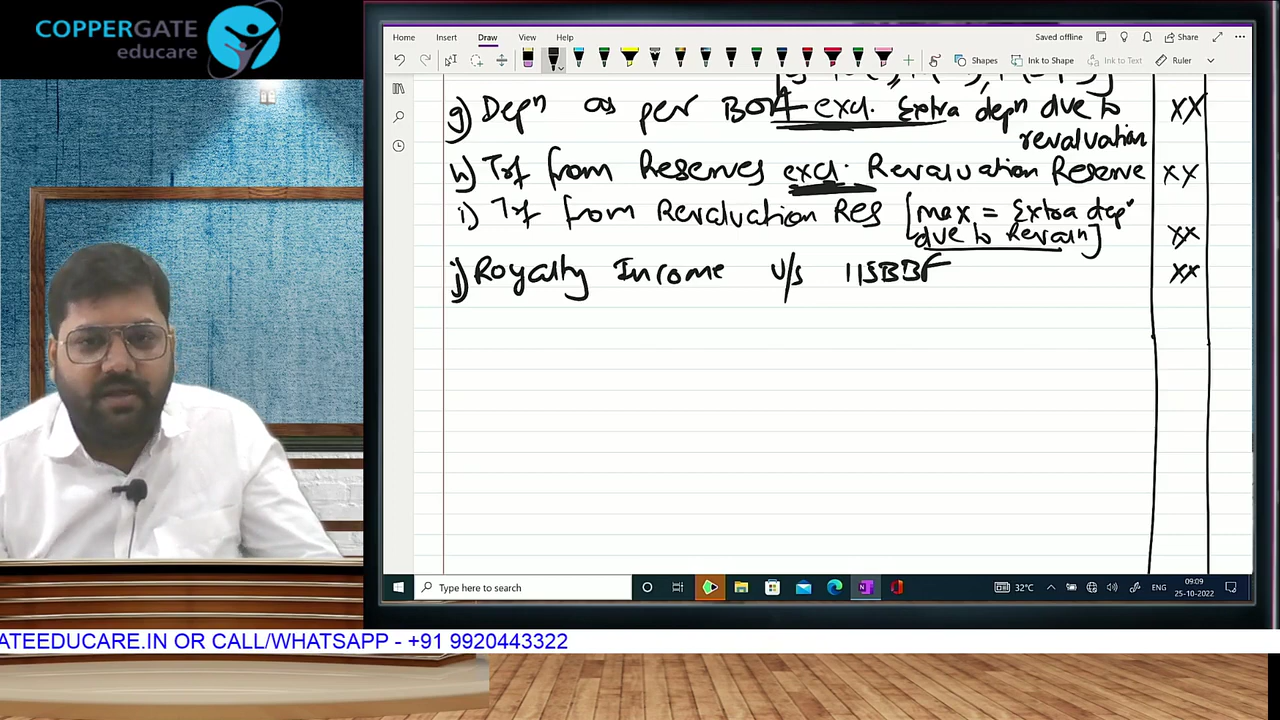 COPPERGATE
educare
Home Insert Draw View Help
Saved offline Share
Shapes Ink to Shape Ink to Text Ruler
g) Depn as per BOA excl. Extra depn due to revaluation XX
h) Trf from Reserves excl. Revaluation Reserve XX
i) Trf from Revaluation Res [max = Extra depn
due to Revaln] XX
j) Royalty Income u/s 115BBF XX
Type here to search
32°C ENG 09:09
25-10-2022
ATEEDUCARE.IN OR CALL/WHATSAPP - +91 9920443322